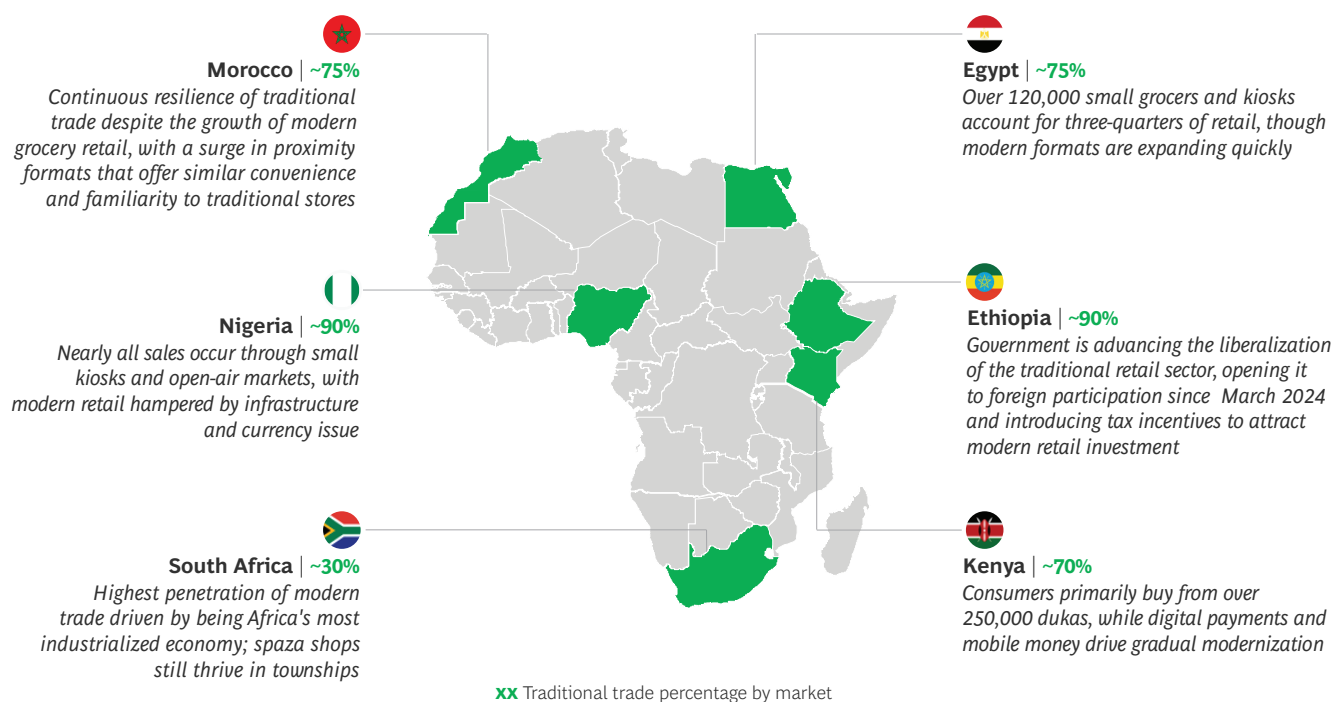 Morocco | ~75%
Continuous resilience of traditional
trade despite the growth of modern
grocery retail, with a surge in proximity
formats that offer similar convenience
and familiarity to traditional stores
Egypt | ~75%
Over 120,000 small grocers and kiosks
account for three-quarters of retail, though
modern formats are expanding quickly
Nigeria | ~90%
Nearly all sales occur through small
kiosks and open-air markets, with
modern retail hampered by infrastructure
and currency issue
Ethiopia | ~90%
Government is advancing the liberalization
of the traditional retail sector, opening it
to foreign participation since March 2024
and introducing tax incentives to attract
modern retail investment
South Africa | ~30%
Highest penetration of modern
trade driven by being Africa's most
industrialized economy; spaza shops
still thrive in townships
Kenya | ~70%
Consumers primarily buy from over
250,000 dukas, while digital payments and
mobile money drive gradual modernization
xx Traditional trade percentage by market